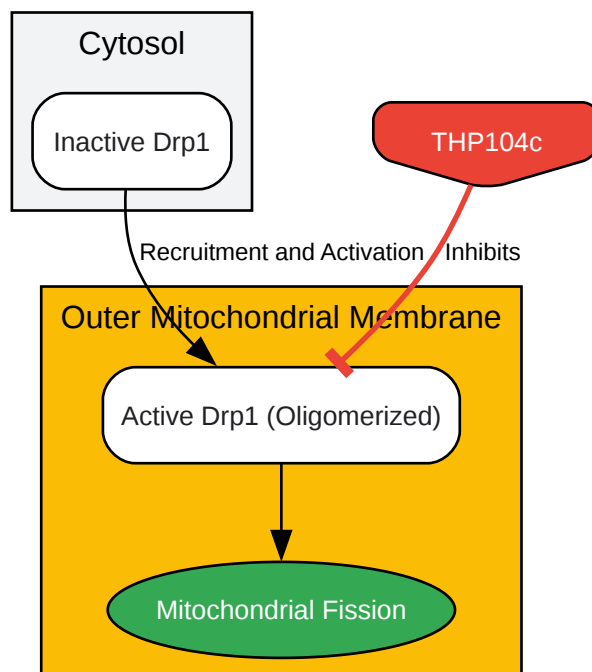 Cytosol
Inactive Drp1
THP104c
Recruitment and Activation
Inhibits
Outer Mitochondrial Membrane
Active Drp1 (Oligomerized)
Mitochondrial Fission